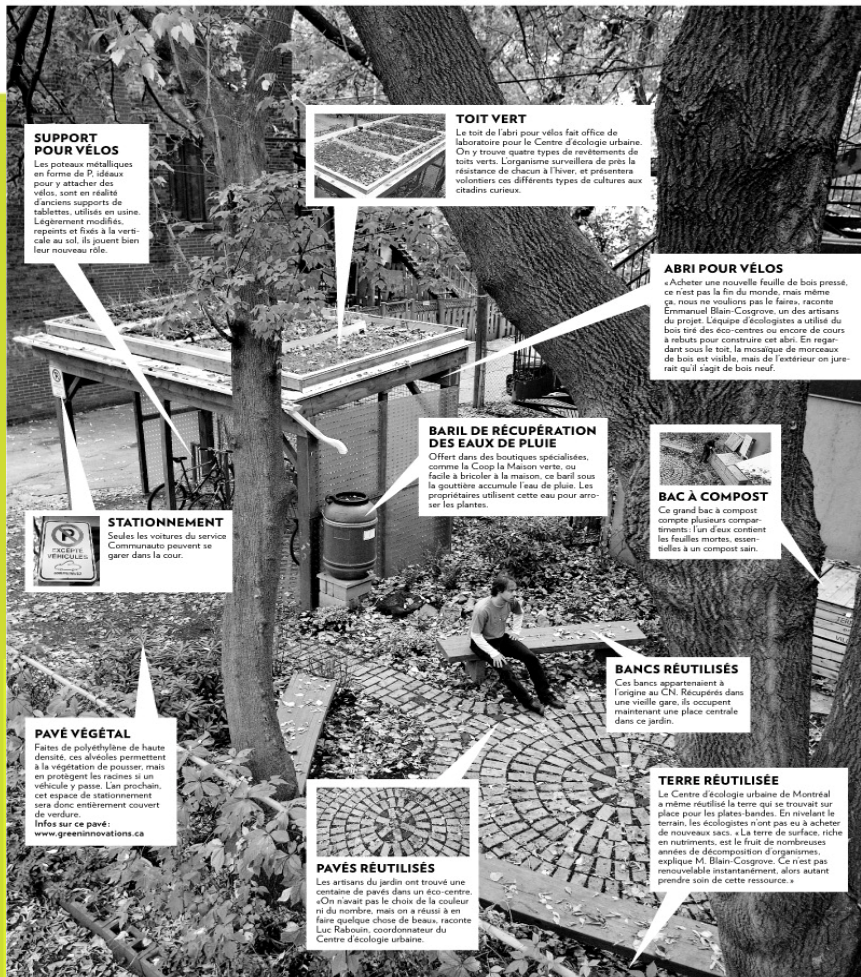 SUPPORT
POUR VÉLOS
Les poteaux métalliques
en forme de P, idéaux
pour y attacher des
vélos, sont en réalité
d'anciens supports de
tablettes, utilisés en usine.
Légèrement modifiés,
repeints et fixés à la verti-
cale au sol, ils jouent bien
leur nouveau rôle.
TOIT VERT
Le toit de l'abri pour vélos fait office de
laboratoire pour le Centre d'écologie urbaine.
On y trouve quatre types de revêtements de
toits verts. L'organisme surveillera de près la
résistance de chacun à l'hiver, et présentera
volontiers ces différents types de cultures aux
citadins curieux.
ABRI POUR VÉLOS
«Acheter une nouvelle feuille de bois pressé,
ce n'est pas la fin du monde, mais même
ça, nous ne voulions pas le faire», raconte
Emmanuel Blain-Cosgrove, un des artisans
du projet. L'équipe d'écologistes a utilisé du
bois tiré des éco-centres ou encore de cours
à rebuts pour construire cet abri. En regar-
dant sous le toit, la mosaïque de morceaux
de bois est visible, mais de l'extérieur on jure-
rait qu'il s'agit de bois neuf.
BARIL DE RÉCUPÉRATION
DES EAUX DE PLUIE
Offert dans des boutiques spécialisées,
comme la Coop la Maison verte, ou
facile à bricoler à la maison, ce baril sous
la gouttière accumule l'eau de pluie. Les
propriétaires utilisent cette eau pour arro-
ser les plantes.
BAC À COMPOST
Ce grand bac à compost
compte plusieurs compar-
timents: l'un d'eux contient
les feuilles mortes, essen-
tielles à un compost sain.
STATIONNEMENT
Seules les voitures du service
Communauto peuvent se
garer dans la cour.
P
EXCEPTÉ
VÉHICULES
BANCS RÉUTILISÉS
Ces bancs appartenaient à
l'origine au CN. Récupérés dans
une vieille gare, ils occupent
maintenant une place centrale
dans ce jardin.
PAVÉ VÉGÉTAL
Faites de polyéthylène de haute
densité, ces alvéoles permettent
à la végétation de pousser, mais
en protègent les racines si un
véhicule y passe. L'an prochain,
cet espace de stationnement
sera donc entièrement couvert
de verdure.
Infos sur ce pavé:
www.greeninnovations.ca
PAVÉS RÉUTILISÉS
Les artisans du jardin ont trouvé une
centaine de pavés dans un éco-centre.
«On n'avait pas le choix de la couleur
ni du nombre, mais on a réussi à en
faire quelque chose de beau», raconte
Luc Rabouin, coordonnateur du
Centre d'écologie urbaine.
TERRE RÉUTILISÉE
Le Centre d'écologie urbaine de Montréal
a même réutilisé la terre qui se trouvait sur
place pour les plates-bandes. En nivelant le
terrain, les écologistes n'ont pas eu à acheter
de nouveaux sacs. «La terre de surface, riche
en nutriments, est le fruit de nombreuses
années de décomposition d'organismes,
explique M. Blain-Cosgrove. Ce n'est pas
renouvelable instantanément, alors autant
prendre soin de cette ressource.»